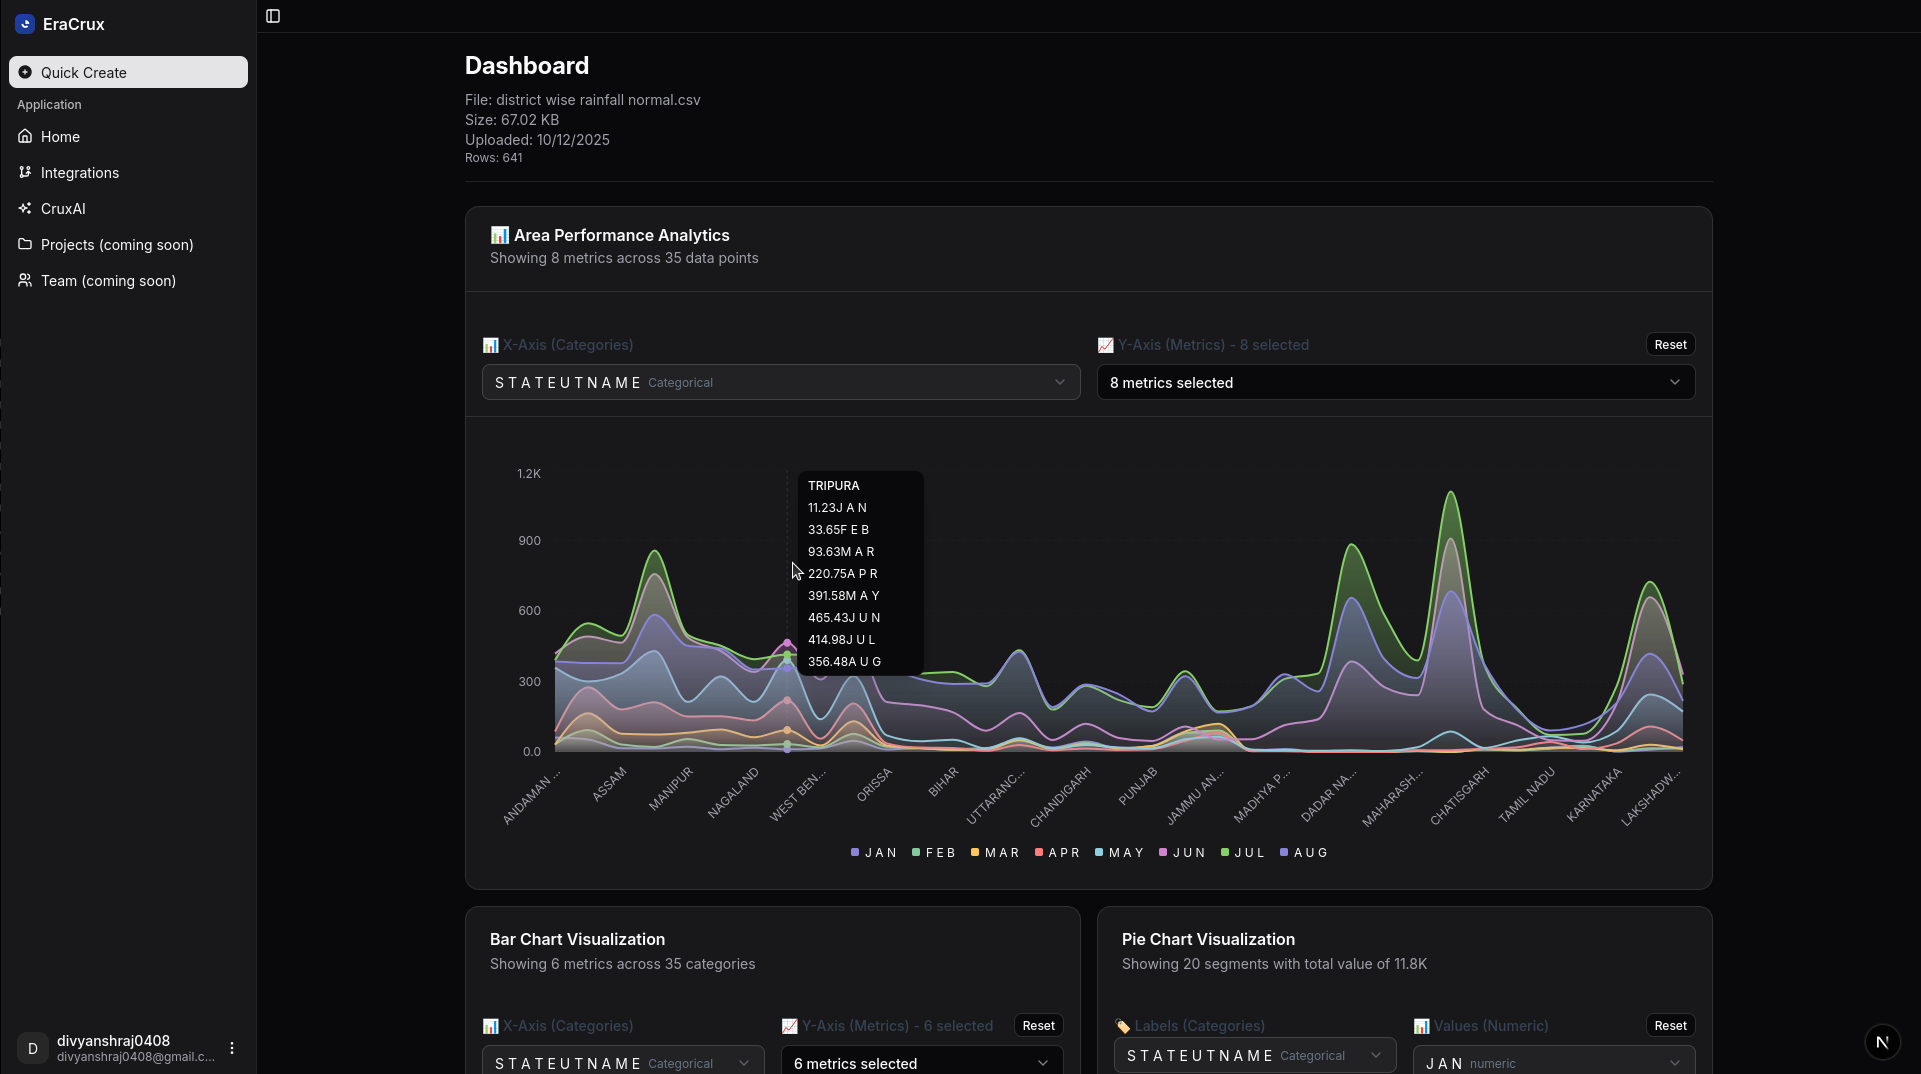 EraCrux
Quick Create
Application
Home
Integrations
CruxAI
Projects (coming soon)
Team (coming soon)
D
divyanshraj0408
divyanshraj0408@gmail.c...
Dashboard
File: district wise rainfall normal.csv
Size: 67.02 KB
Uploaded: 10/12/2025
Rows: 641
📊 Area Performance Analytics
Showing 8 metrics across 35 data points
📊 X-Axis (Categories)
S T A T E U T N A M E Categorical
📈 Y-Axis (Metrics) - 8 selected
Reset
8 metrics selected
1.2K
900
600
300
0.0
TRIPURA
11.23J A N
33.65F E B
93.63M A R
220.75A P R
391.58M A Y
465.43J U N
414.98J U L
356.48A U G
ANDAMAN ...
ASSAM
MANIPUR
NAGALAND
WEST BEN...
ORISSA
BIHAR
UTTARANC...
CHANDIGARH
PUNJAB
JAMMU AN...
MADHYA P...
DADAR NA...
MAHARASH...
CHATISGARH
TAMIL NADU
KARNATAKA
LAKSHADW...
J A N F E B M A R A P R M A Y J U N J U L A U G
Bar Chart Visualization
Showing 6 metrics across 35 categories
📊 X-Axis (Categories)
S T A T E U T N A M E Categorical
📈 Y-Axis (Metrics) - 6 selected
Reset
6 metrics selected
Pie Chart Visualization
Showing 20 segments with total value of 11.8K
🏷️ Labels (Categories)
S T A T E U T N A M E Categorical
📊 Values (Numeric)
Reset
J A N numeric
N